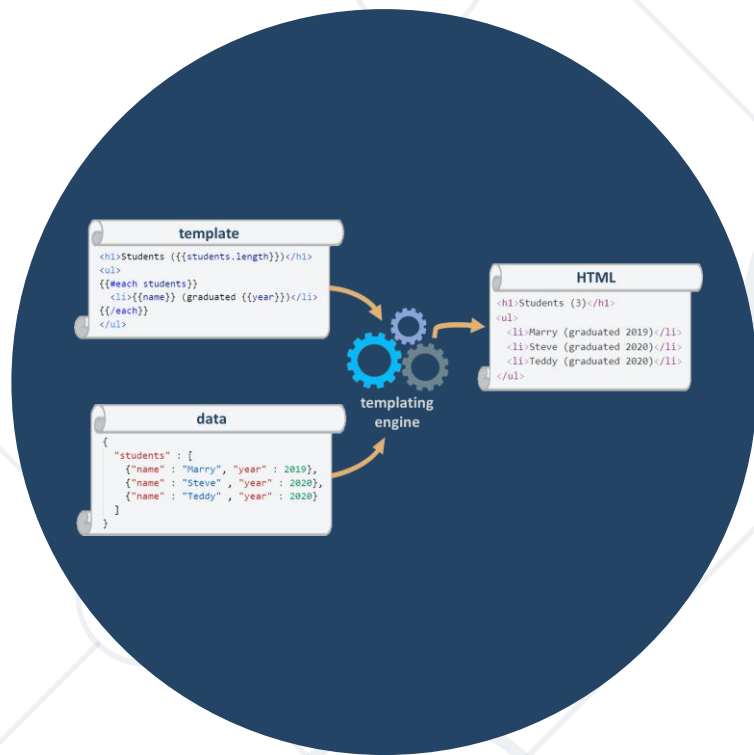 template
<h1>Students ({{students.length}})</h1>
<ul>
{{#each students}}
  <li>{{name}} (graduated {{year}})</li>
{{/each}}
</ul>
data
{
  "students" : [
    {"name" : "Marry", "year" : 2019},
    {"name" : "Steve" , "year" : 2020},
    {"name" : "Teddy" , "year" : 2020}
  ]
}
templating
engine
HTML
<h1>Students (3)</h1>
<ul>
  <li>Marry (graduated 2019)</li>
  <li>Steve (graduated 2020)</li>
  <li>Teddy (graduated 2020)</li>
</ul>